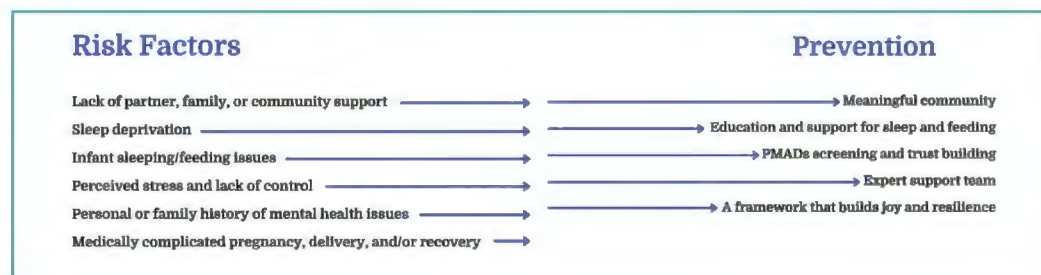 Risk Factors
Prevention
Lack of partner, family, or community support
Meaningful community
Sleep deprivation
Education and support for sleep and feeding
Infant sleeping/feeding issues
PMADs screening and trust building
Perceived stress and lack of control
Expert support team
Personal or family history of mental health issues
A framework that builds joy and resilience
Medically complicated pregnancy, delivery, and/or recovery